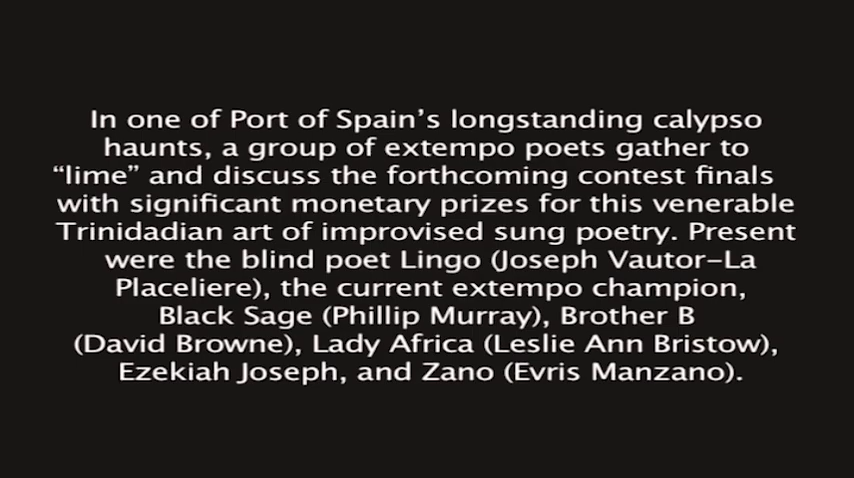 In one of Port of Spain’s longstanding calypso
haunts, a group of extempo poets gather to
“lime” and discuss the forthcoming contest finals
with significant monetary prizes for this venerable
Trinidadian art of improvised sung poetry. Present
were the blind poet Lingo (Joseph Vautor-La
Placeliere), the current extempo champion,
Black Sage (Phillip Murray), Brother B
(David Browne), Lady Africa (Leslie Ann Bristow),
Ezekiah Joseph, and Zano (Evris Manzano).